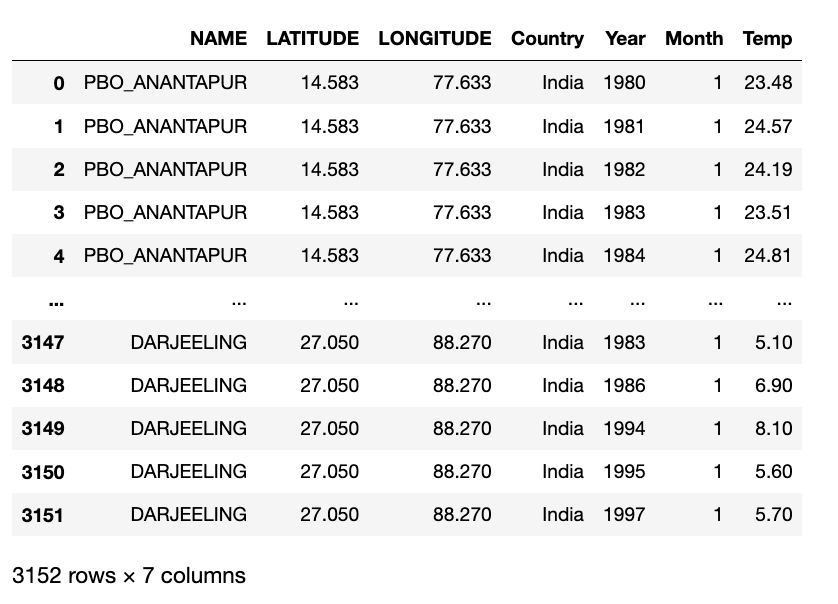 NAME LATITUDE LONGITUDE Country Year Month Temp
0 PBO_ANANTAPUR 14.583 77.633 India 1980 1 23.48
1 PBO_ANANTAPUR 14.583 77.633 India 1981 1 24.57
2 PBO_ANANTAPUR 14.583 77.633 India 1982 1 24.19
3 PBO_ANANTAPUR 14.583 77.633 India 1983 1 23.51
4 PBO_ANANTAPUR 14.583 77.633 India 1984 1 24.81
... ... ... ... ... ... ... ...
3147 DARJEELING 27.050 88.270 India 1983 1 5.10
3148 DARJEELING 27.050 88.270 India 1986 1 6.90
3149 DARJEELING 27.050 88.270 India 1994 1 8.10
3150 DARJEELING 27.050 88.270 India 1995 1 5.60
3151 DARJEELING 27.050 88.270 India 1997 1 5.70
3152 rows × 7 columns